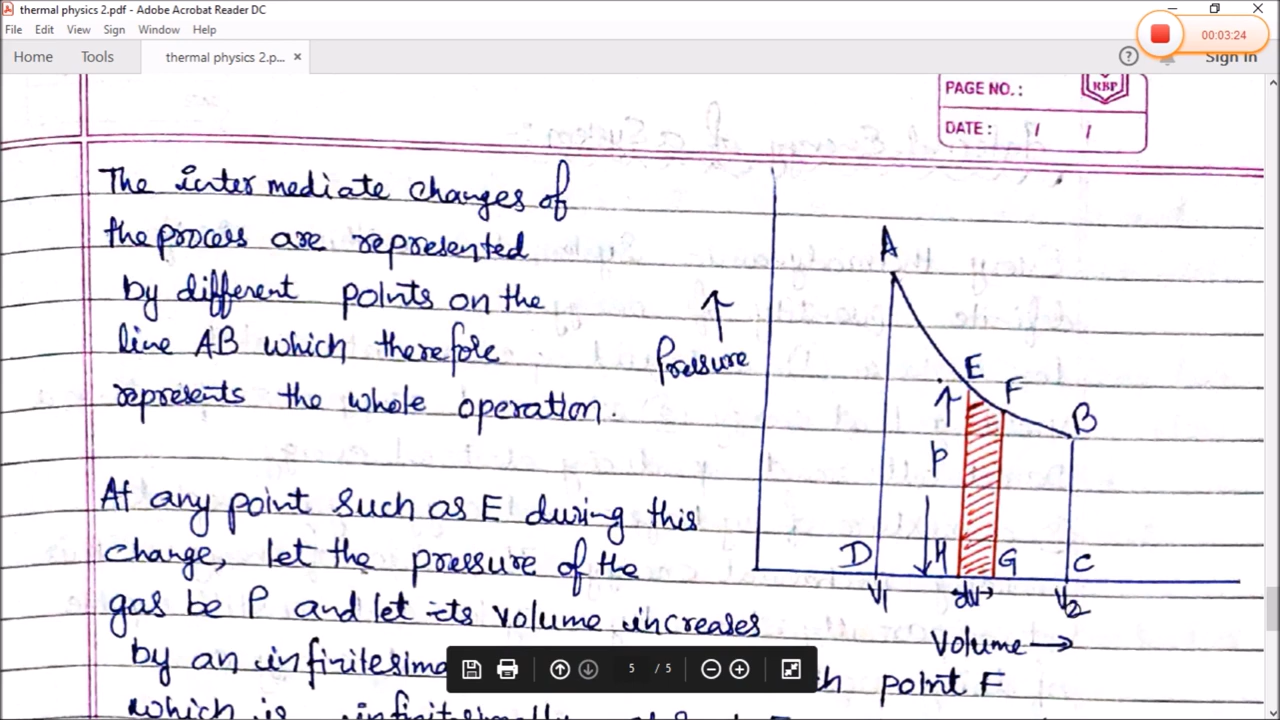 thermal physics 2.pdf - Adobe Acrobat Reader DC
File Edit View Sign Window Help
00:03:24
Home Tools thermal physics 2.p... × Sign In
PAGE NO.:
RBP
DATE: / /
The inter mediate changes of
the process are represented
by different points on the
line AB which therefore
represents the whole operation.
Pressure
A
E
F
B
P
D H G C
V1 dV V2
Volume →
At any point such as E during this
change, let the pressure of the
gas be P and let its volume increases
by an point F
5 / 5
which is infinitesimally